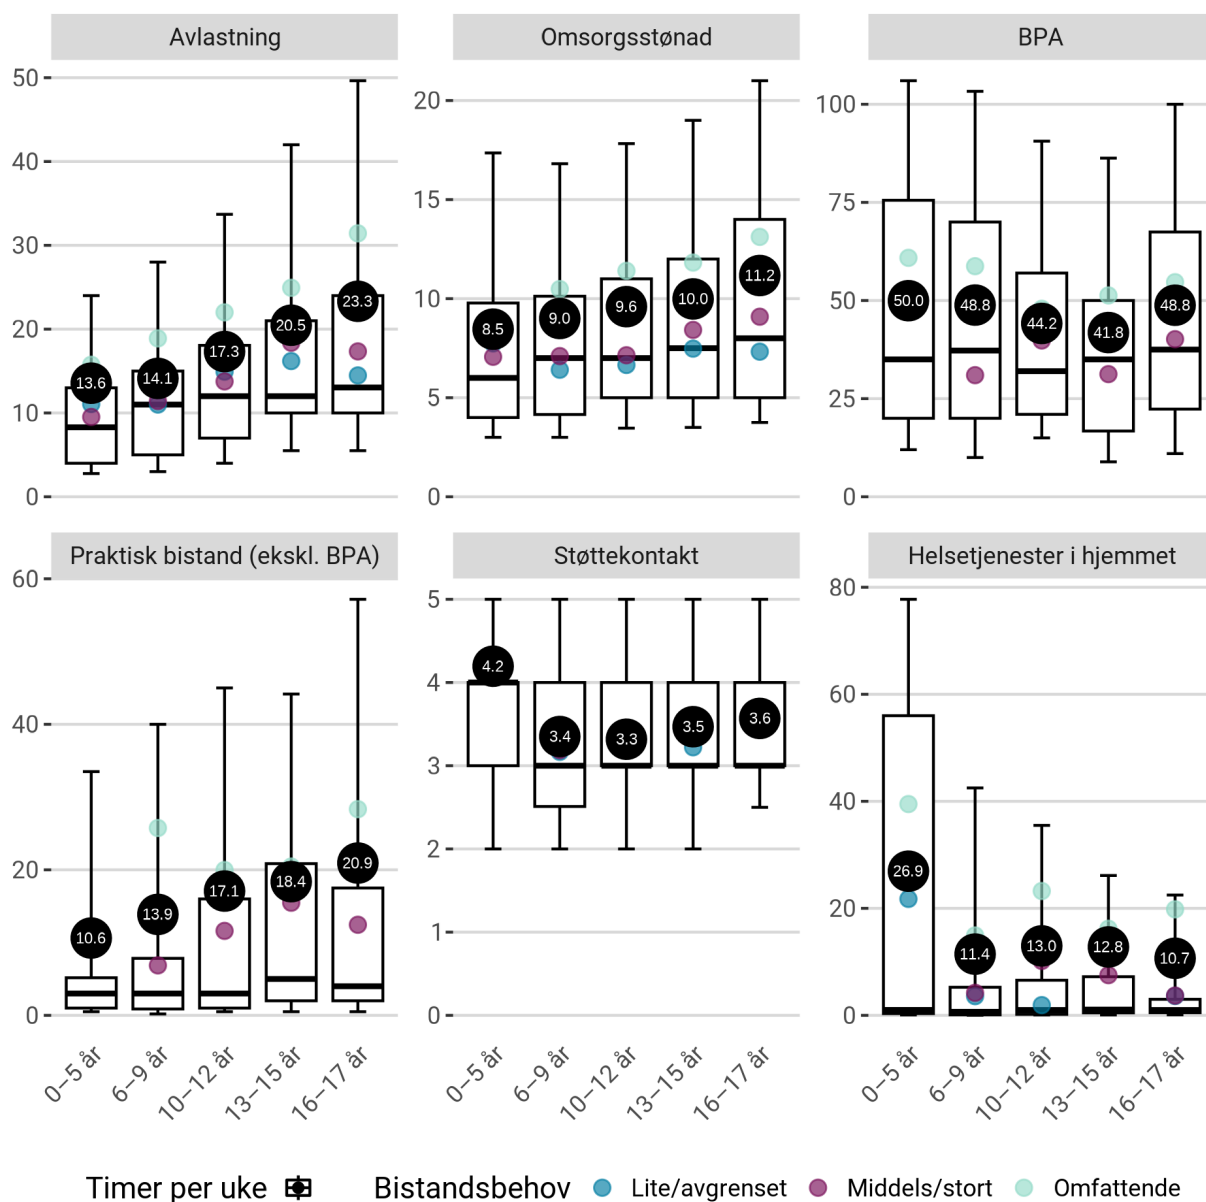 Avlastning
Omsorgsstønad
BPA
50
40
30
20
10
0
13.6
14.1
17.3
20.5
23.3
20
15
10
5
0
8.5
9.0
9.6
10.0
11.2
100
75
50
25
0
50.0
48.8
44.2
41.8
48.8
Praktisk bistand (ekskl. BPA)
Støttekontakt
Helsetjenester i hjemmet
60
40
20
0
10.6
13.9
17.1
18.4
20.9
5
4
3
2
1
0
4.2
3.4
3.3
3.5
3.6
80
60
40
20
0
26.9
11.4
13.0
12.8
10.7
0–5 år
6–9 år
10–12 år
13–15 år
16–17 år
0–5 år
6–9 år
10–12 år
13–15 år
16–17 år
0–5 år
6–9 år
10–12 år
13–15 år
16–17 år
Timer per uke
Bistandsbehov
Lite/avgrenset
Middels/stort
Omfattende